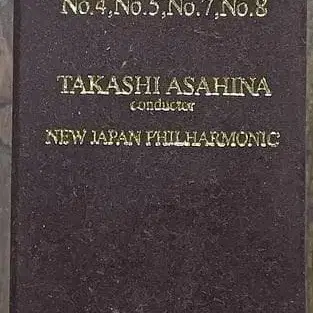 No.4,No.5,No.7,No.8
TAKASHI ASAHINA
conductor
NEW JAPAN PHILHARMONIC